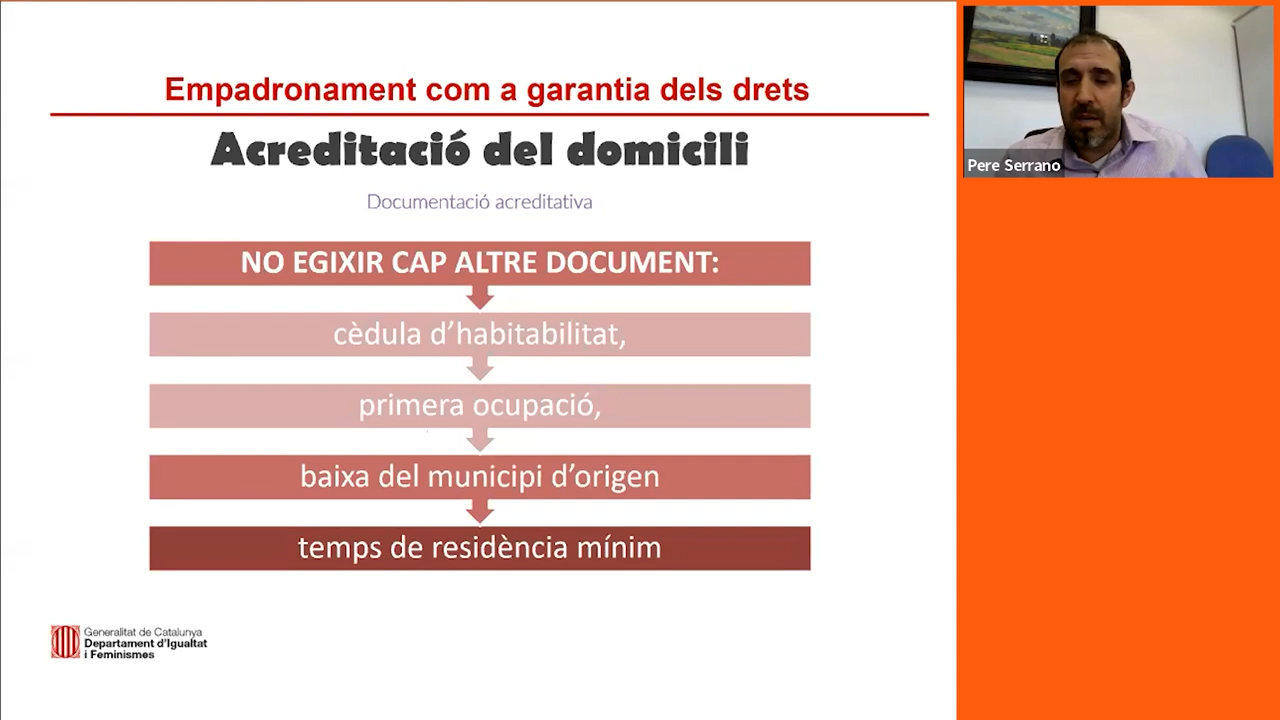 Empadronament com a garantia dels drets
Acreditació del domicili
Documentació acreditativa
NO EGIXIR CAP ALTRE DOCUMENT:
cèdula d’habitabilitat,
primera ocupació,
baixa del municipi d’origen
temps de residència mínim
Generalitat de Catalunya
Departament d'Igualtat
i Feminismes
Pere Serrano